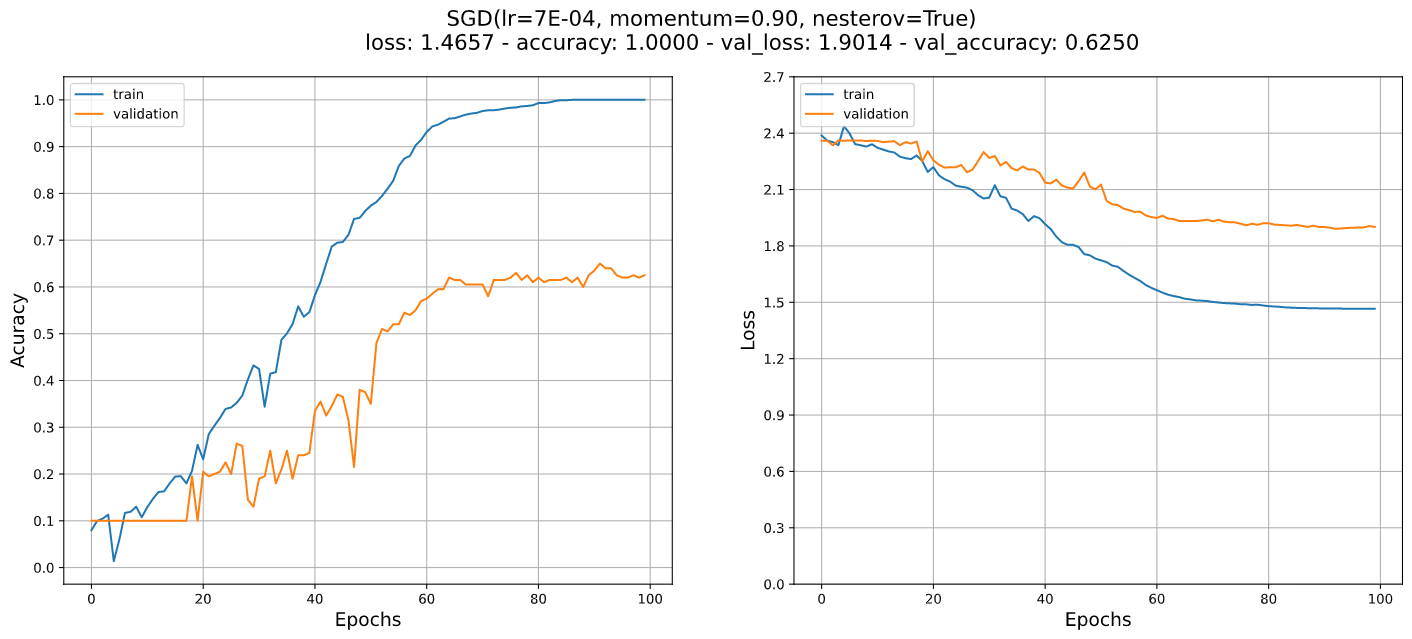 SGD(lr=7E-04, momentum=0.90, nesterov=True)
loss: 1.4657 - accuracy: 1.0000 - val_loss: 1.9014 - val_accuracy: 0.6250
train
validation
1.0
0.9
0.8
0.7
0.6
0.5
0.4
0.3
0.2
0.1
0.0
Acuracy
0 20 40 60 80 100
Epochs
train
validation
2.7
2.4
2.1
1.8
1.5
1.2
0.9
0.6
0.3
0.0
Loss
0 20 40 60 80 100
Epochs